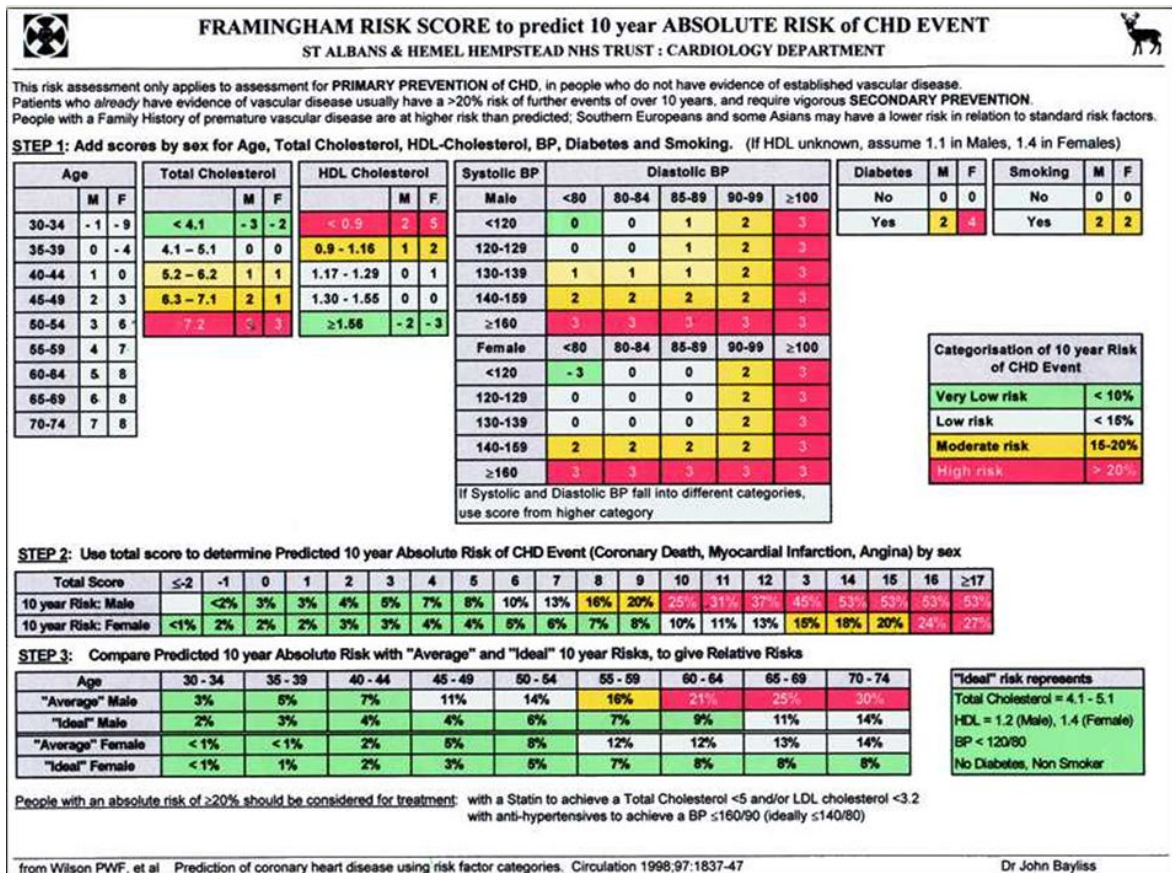 FRAMINGHAM RISK SCORE to predict 10 year ABSOLUTE RISK of CHD EVENT
ST ALBANS & HEMEL HEMPSTEAD NHS TRUST : CARDIOLOGY DEPARTMENT
This risk assessment only applies to assessment for PRIMARY PREVENTION of CHD, in people who do not have evidence of established vascular disease.
Patients who already have evidence of vascular disease usually have a >20% risk of further events of over 10 years, and require vigorous SECONDARY PREVENTION.
People with a Family History of premature vascular disease are at higher risk than predicted; Southern Europeans and some Asians may have a lower risk in relation to standard risk factors.
STEP 1: Add scores by sex for Age, Total Cholesterol, HDL-Cholesterol, BP, Diabetes and Smoking. (If HDL unknown, assume 1.1 in Males, 1.4 in Females)
Age
M F
30-34 - 1 - 9
35-39 0 - 4
40-44 1 0
45-49 2 3
50-54 3 6
55-59 4 7
60-64 5 8
65-69 6 8
70-74 7 8
Total Cholesterol
M F
< 4.1 - 3 - 2
4.1 – 5.1 0 0
5.2 – 6.2 1 1
6.3 – 7.1 2 1
7.2 3
HDL Cholesterol
M F
< 0.9 2 5
0.9 - 1.16 1 2
1.17 - 1.29 0 1
1.30 - 1.55 0 0
≥1.56 - 2 - 3
Systolic BP Diastolic BP
Male <80 80-84 85-89 90-99 ≥100
<120 0 0 1 2 3
120-129 0 0 1 2 3
130-139 1 1 1 2 3
140-159 2 2 2 2 3
≥160 3 3 3 3 3
Female <80 80-84 85-89 90-99 ≥100
<120 - 3 0 0 2 3
120-129 0 0 0 2 3
130-139 0 0 0 2 3
140-159 2 2 2 2 3
≥160 3 3 3 3 3
If Systolic and Diastolic BP fall into different categories,
use score from higher category
Diabetes M F
No 0 0
Yes 2 4
Smoking M F
No 0 0
Yes 2 2
Categorisation of 10 year Risk
of CHD Event
Very Low risk < 10%
Low risk < 15%
Moderate risk 15-20%
High risk > 20%
STEP 2: Use total score to determine Predicted 10 year Absolute Risk of CHD Event (Coronary Death, Myocardial Infarction, Angina) by sex
Total Score ≤-2 -1 0 1 2 3 4 5 6 7 8 9 10 11 12 3 14 15 16 ≥17
10 year Risk: Male <2% 3% 3% 4% 5% 7% 8% 10% 13% 16% 20% 25% 31% 37% 45% 53% 53% 53% 53%
10 year Risk: Female <1% 2% 2% 2% 3% 3% 4% 4% 5% 6% 7% 8% 10% 11% 13% 15% 18% 20% 24% 27%
STEP 3: Compare Predicted 10 year Absolute Risk with "Average" and "Ideal" 10 year Risks, to give Relative Risks
Age 30 - 34 35 - 39 40 - 44 45 - 49 50 - 54 55 - 59 60 - 64 65 - 69 70 - 74
"Average" Male 3% 5% 7% 11% 14% 16% 21% 25% 30%
"Ideal" Male 2% 3% 4% 4% 6% 7% 9% 11% 14%
"Average" Female < 1% < 1% 2% 5% 8% 12% 12% 13% 14%
"Ideal" Female < 1% 1% 2% 3% 5% 7% 8% 8% 8%
"Ideal" risk represents
Total Cholesterol = 4.1 - 5.1
HDL = 1.2 (Male), 1.4 (Female)
BP < 120/80
No Diabetes, Non Smoker
People with an absolute risk of ≥20% should be considered for treatment: with a Statin to achieve a Total Cholesterol <5 and/or LDL cholesterol <3.2
with anti-hypertensives to achieve a BP ≤160/90 (ideally ≤140/80)
from Wilson PWF, et al Prediction of coronary heart disease using risk factor categories. Circulation 1998;97:1837-47
Dr John Bayliss